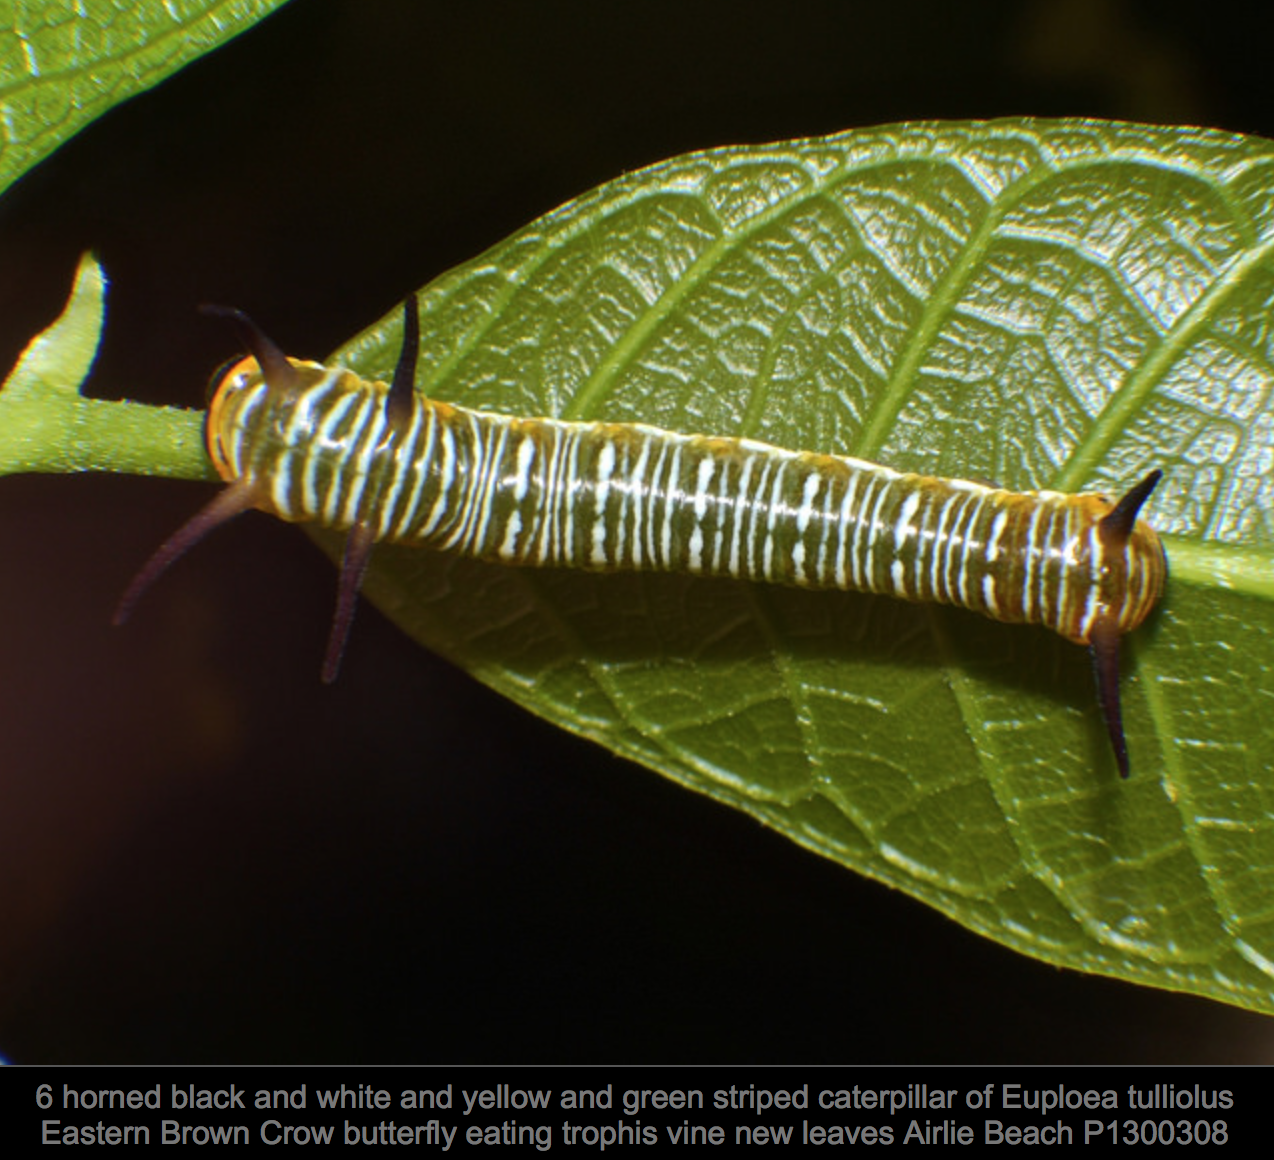 6 horned black and white and yellow and green striped caterpillar of Euploea tulliolus
Eastern Brown Crow butterfly eating trophis vine new leaves Airlie Beach P1300308